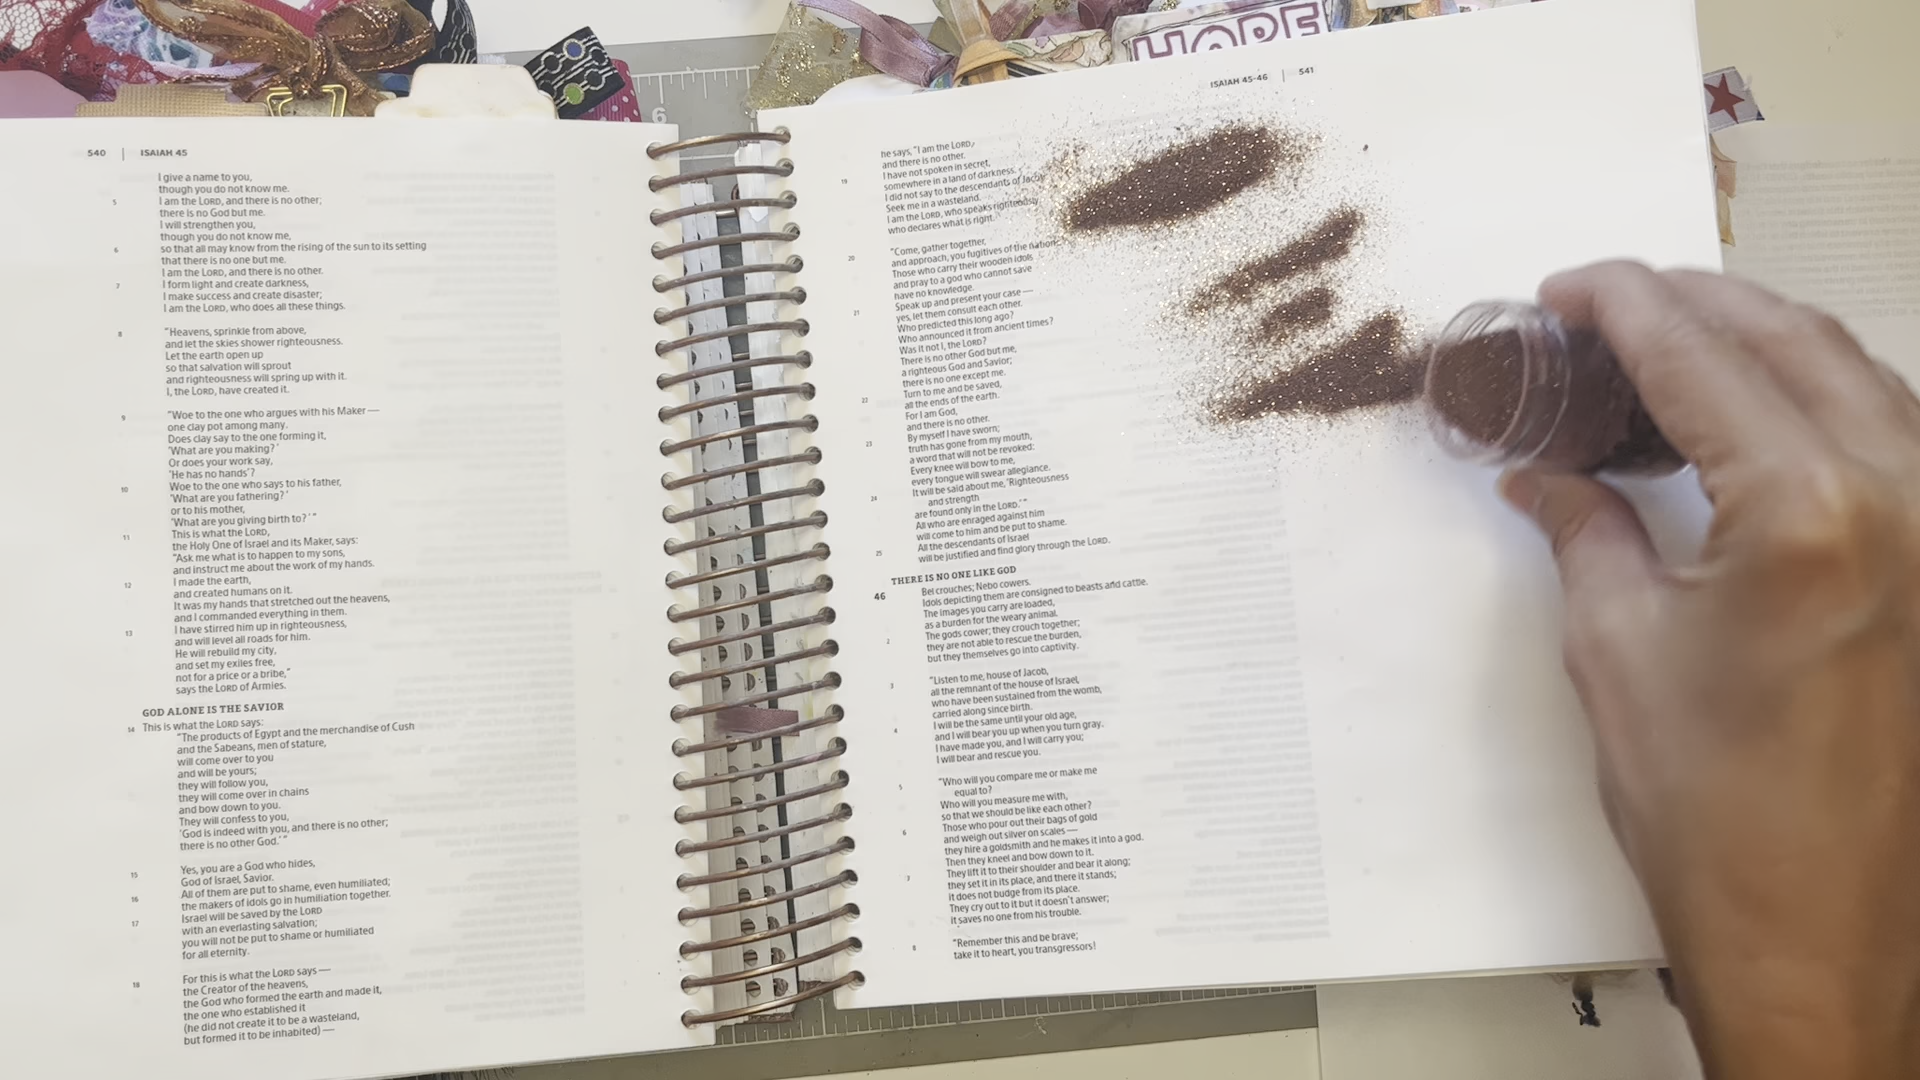 540 | ISAIAH 45
I give a name to you,
though you do not know me.
5 I am the LORD, and there is no other;
there is no God but me.
I will strengthen you,
though you do not know me,
6 so that all may know from the rising of the sun to its setting
that there is no one but me.
I am the LORD, and there is no other.
7 I form light and create darkness,
I make success and create disaster;
I am the LORD, who does all these things.
8 "Heavens, sprinkle from above,
and let the skies shower righteousness.
Let the earth open up
so that salvation will sprout
and righteousness will spring up with it.
I, the LORD, have created it.
9 "Woe to the one who argues with his Maker —
one clay pot among many.
Does clay say to the one forming it,
'What are you making?'
Or does your work say,
'He has no hands'?
10 Woe to the one who says to his father,
'What are you fathering?'
or to his mother,
'What are you giving birth to?'"
11 This is what the LORD,
the Holy One of Israel and its Maker, says:
"Ask me what is to happen to my sons,
and instruct me about the work of my hands.
12 I made the earth,
and created humans on it.
It was my hands that stretched out the heavens,
and I commanded everything in them.
13 I have stirred him up in righteousness,
and will level all roads for him.
He will rebuild my city,
and set my exiles free,
not for a price or a bribe,"
says the LORD of Armies.
GOD ALONE IS THE SAVIOR
14 This is what the LORD says:
"The products of Egypt and the merchandise of Cush
and the Sabeans, men of stature,
will come over to you
and will be yours;
they will follow you,
they will come over in chains
and bow down to you.
They will confess to you,
'God is indeed with you, and there is no other;
there is no other God.'"
15 Yes, you are a God who hides,
God of Israel, Savior.
16 All of them are put to shame, even humiliated;
the makers of idols go in humiliation together.
17 Israel will be saved by the LORD
with an everlasting salvation;
you will not be put to shame or humiliated
for all eternity.
18 For this is what the LORD says —
the Creator of the heavens,
the God who formed the earth and made it,
the one who established it
(he did not create it to be a wasteland,
but formed it to be inhabited) —
6
HOPE
ISAIAH 45-46 | 541
he says, "I am the LORD,
and there is no other.
19 I have not spoken in secret,
somewhere in a land of darkness.
I did not say to the descendants of Jacob:
Seek me in a wasteland.
I am the LORD, who speaks righteously,
who declares what is right.
20 "Come, gather together,
and approach, you fugitives of the nations.
Those who carry their wooden idols
and pray to a god who cannot save
have no knowledge.
21 Speak up and present your case —
yes, let them consult each other.
Who predicted this long ago?
Who announced it from ancient times?
Was it not I, the LORD?
There is no other God but me,
a righteous God and Savior;
there is no one except me.
22 Turn to me and be saved,
all the ends of the earth.
For I am God,
and there is no other.
23 By myself I have sworn;
truth has gone from my mouth,
a word that will not be revoked:
Every knee will bow to me,
every tongue will swear allegiance.
24 It will be said about me, 'Righteousness
and strength
are found only in the LORD.'"
All who are enraged against him
will come to him and be put to shame.
25 All the descendants of Israel
will be justified and find glory through the LORD.
THERE IS NO ONE LIKE GOD
46 Bel crouches; Nebo cowers.
Idols depicting them are consigned to beasts and cattle.
The images you carry are loaded,
as a burden for the weary animal.
2 The gods cower; they crouch together;
they are not able to rescue the burden,
but they themselves go into captivity.
3 "Listen to me, house of Jacob,
all the remnant of the house of Israel,
who have been sustained from the womb,
carried along since birth.
4 I will be the same until your old age,
and I will bear you up when you turn gray.
I have made you, and I will carry you;
I will bear and rescue you.
5 "Who will you compare me or make me
equal to?
Who will you measure me with,
so that we should be like each other?
6 Those who pour out their bags of gold
and weigh out silver on scales —
they hire a goldsmith and he makes it into a god.
Then they kneel and bow down to it.
7 They lift it to their shoulder and bear it along;
they set it in its place, and there it stands;
it does not budge from its place.
They cry out to it but it doesn't answer;
it saves no one from his trouble.
8 "Remember this and be brave;
take it to heart, you transgressors!